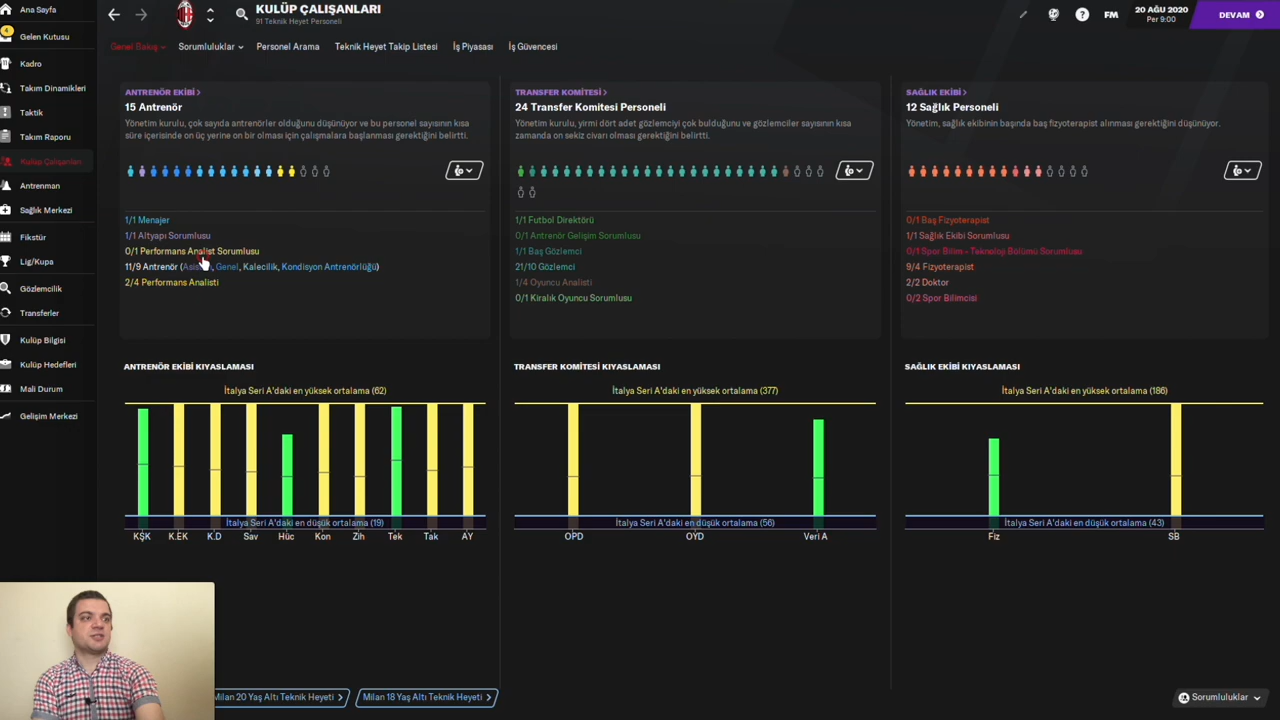 Ana Sayfa
4
Gelen Kutusu
Kadro
Takım Dinamikleri
Taktik
Takım Raporu
Kulüp Çalışanları
Antrenman
Sağlık Merkezi
Fikstür
Lig/Kupa
Gözlemcilik
Transferler
Kulüp Bilgisi
Kulüp Hedefleri
Mali Durum
Gelişim Merkezi
KULÜP ÇALIŞANLARI
91 Teknik Heyet Personeli
FM
20 AĞU 2020
Per 9:00
DEVAM
Genel Bakış
Sorumluluklar
Personel Arama
Teknik Heyet Takip Listesi
İş Piyasası
İş Güvencesi
ANTRENÖR EKİBİ
15 Antrenör
Yönetim kurulu, çok sayıda antrenörler olduğunu düşünüyor ve bu personel sayının kısa
süre içerisinde on üç yerine on bir olması için çalışmalara başlanması gerektiğini belirtti.
1/1 Menajer
1/1 Altyapı Sorumlusu
0/1 Performans Analist Sorumlusu
11/9 Antrenör (Asistan, Genel, Kalecilik, Kondisyon Antrenörlüğü)
2/4 Performans Analisti
ANTRENÖR EKİBİ KIYASLAMASI
İtalya Seri A'daki en yüksek ortalama (62)
İtalya Seri A'daki en düşük ortalama (19)
KŞK K.EK K.D Sav Hüc Kon Zih Tek Tak AY
TRANSFER KOMİTESİ
24 Transfer Komitesi Personeli
Yönetim kurulu, yirmi dört adet gözlemciyi çok bulduğunu ve gözlemciler sayısının kısa
zamanda on sekiz civarı olması gerektiğini belirtti.
1/1 Futbol Direktörü
0/1 Antrenör Gelişim Sorumlusu
1/1 Baş Gözlemci
21/10 Gözlemci
1/4 Oyuncu Analisti
0/1 Kiralık Oyuncu Sorumlusu
TRANSFER KOMİTESİ KIYASLAMASI
İtalya Seri A'daki en yüksek ortalama (377)
İtalya Seri A'daki en düşük ortalama (56)
OPD OYD Veri A
SAĞLIK EKİBİ
12 Sağlık Personeli
Yönetim, sağlık ekibinin başında baş fizyoterapist alınması gerektiğini düşünüyor.
0/1 Baş Fizyoterapist
1/1 Sağlık Ekibi Sorumlusu
0/1 Spor Bilim - Teknoloji Bölümü Sorumlusu
9/4 Fizyoterapist
2/2 Doktor
0/2 Spor Bilimcisi
SAĞLIK EKİBİ KIYASLAMASI
İtalya Seri A'daki en yüksek ortalama (186)
İtalya Seri A'daki en düşük ortalama (43)
Fiz SB
Milan 20 Yaş Altı Teknik Heyeti
Milan 18 Yaş Altı Teknik Heyeti
Sorumluluklar